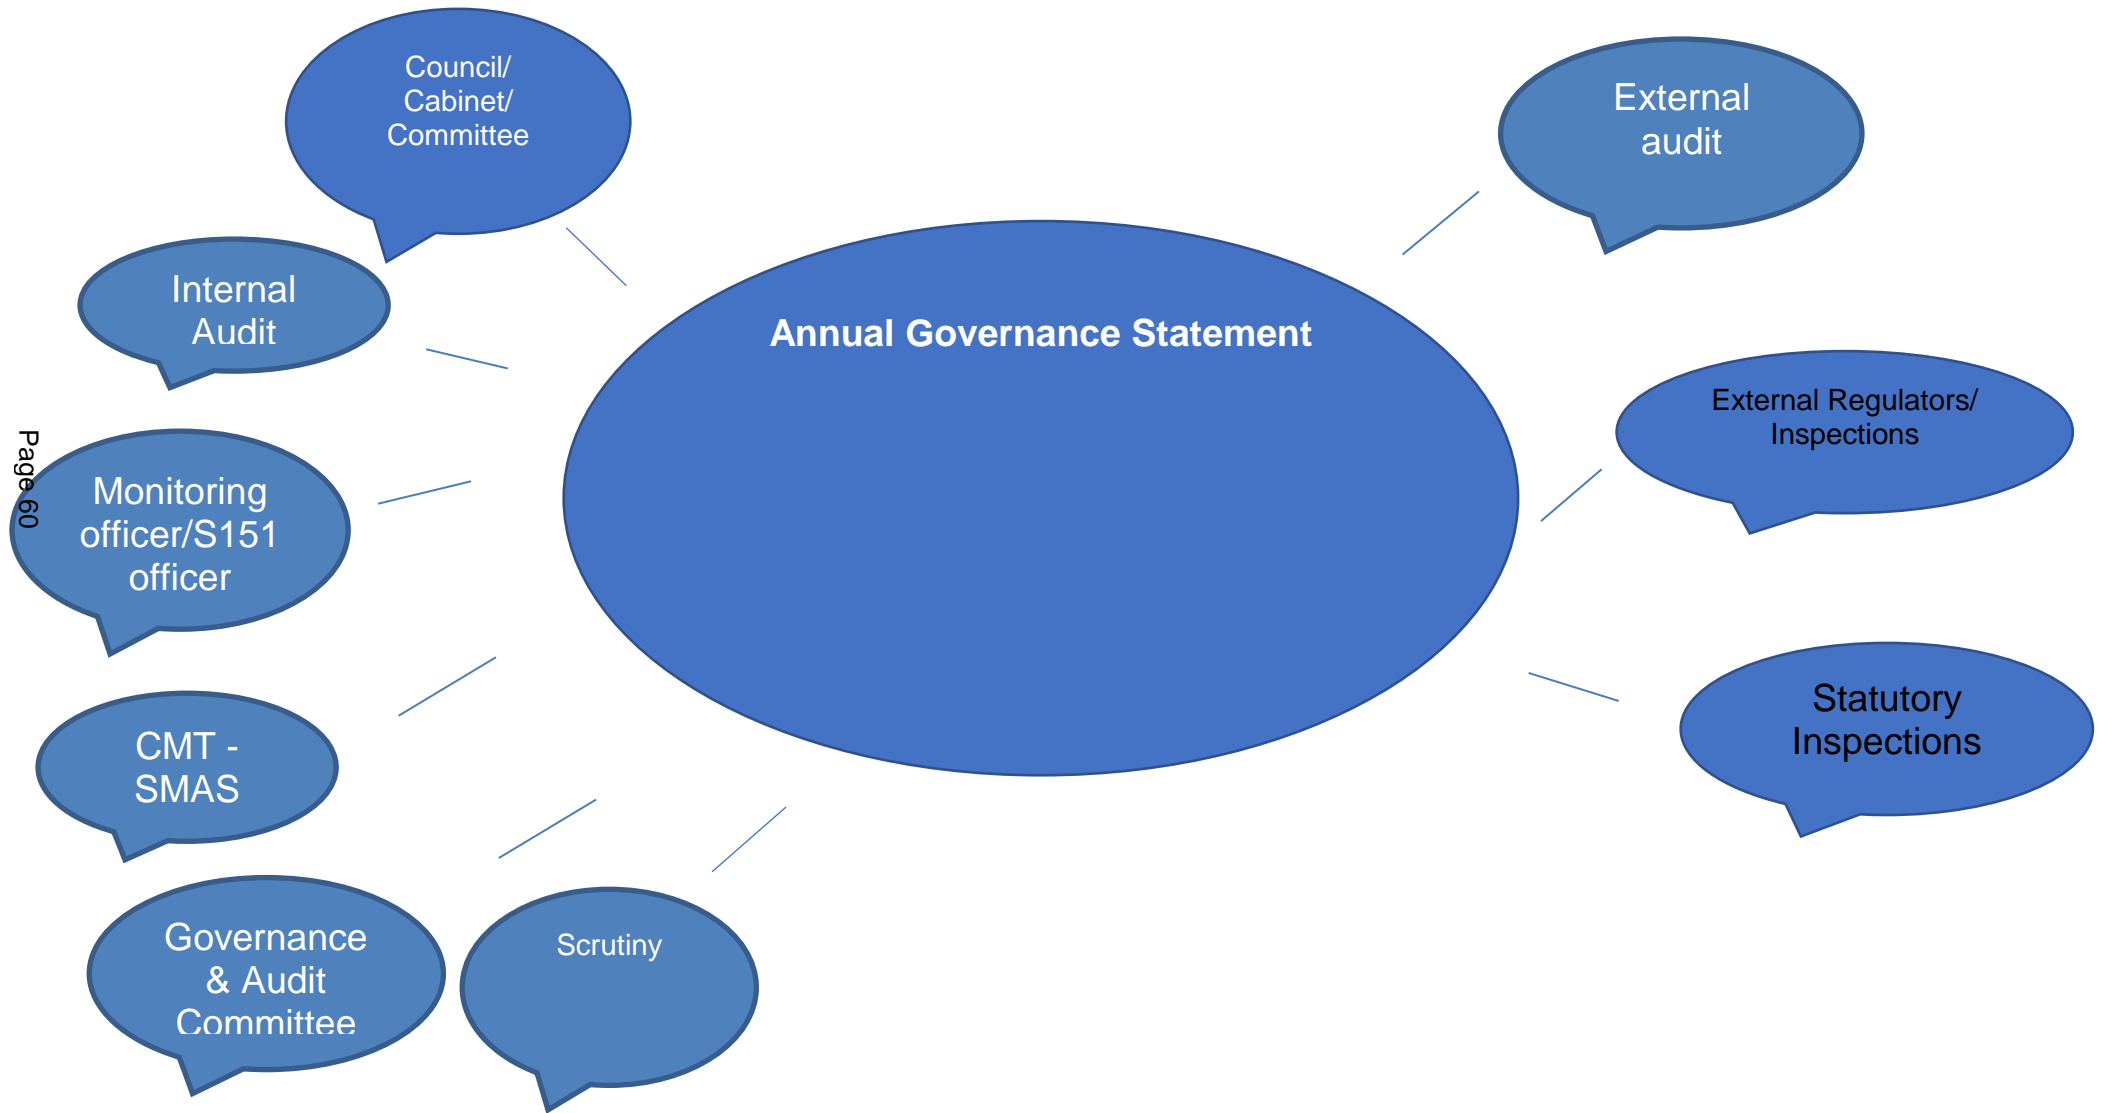 Council/
Cabinet/
Committee
External
audit
Internal
Audit
Annual Governance Statement
External Regulators/
Inspections
Page 60
Monitoring
officer/S151
officer
Statutory
Inspections
CMT -
SMAS
Governance
& Audit
Committee
Scrutiny